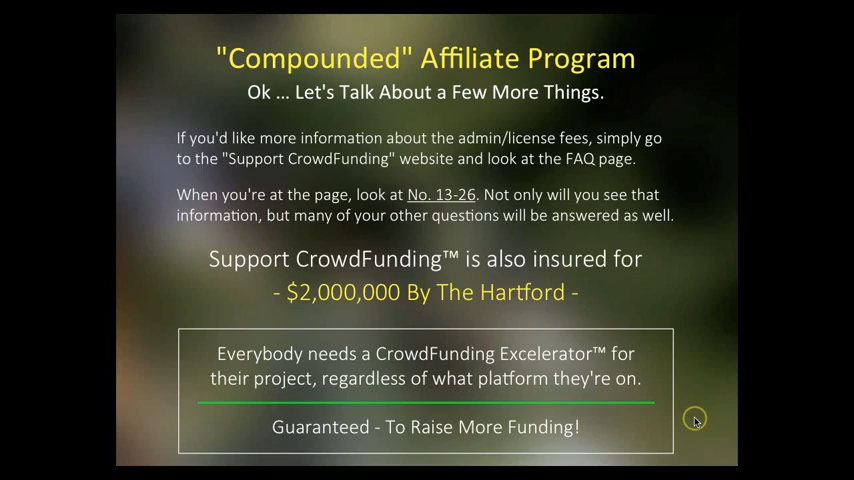 "Compounded" Affiliate Program
Ok ... Let's Talk About a Few More Things.
If you'd like more information about the admin/license fees, simply go
to the "Support CrowdFunding" website and look at the FAQ page.
When you're at the page, look at No. 13-26. Not only will you see that
information, but many of your other questions will be answered as well.
Support CrowdFunding™ is also insured for
- $2,000,000 By The Hartford -
Everybody needs a CrowdFunding Excelerator™ for
their project, regardless of what platform they're on.
Guaranteed - To Raise More Funding!